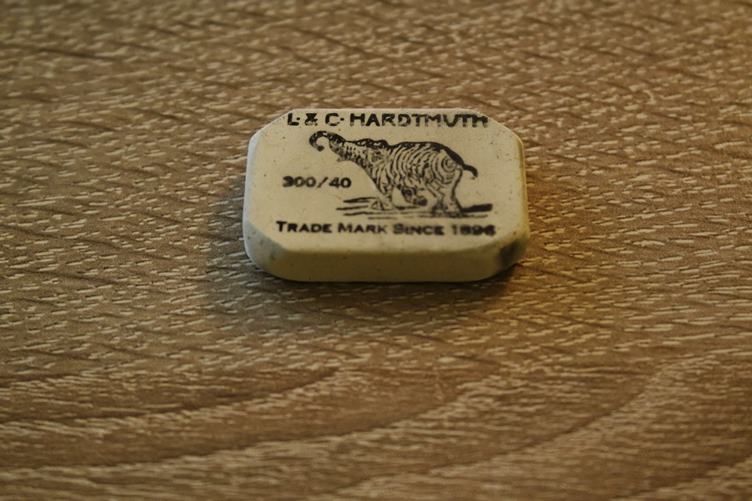 L. & C. HARDTMUTH
300/40
TRADE MARK SINCE 1896